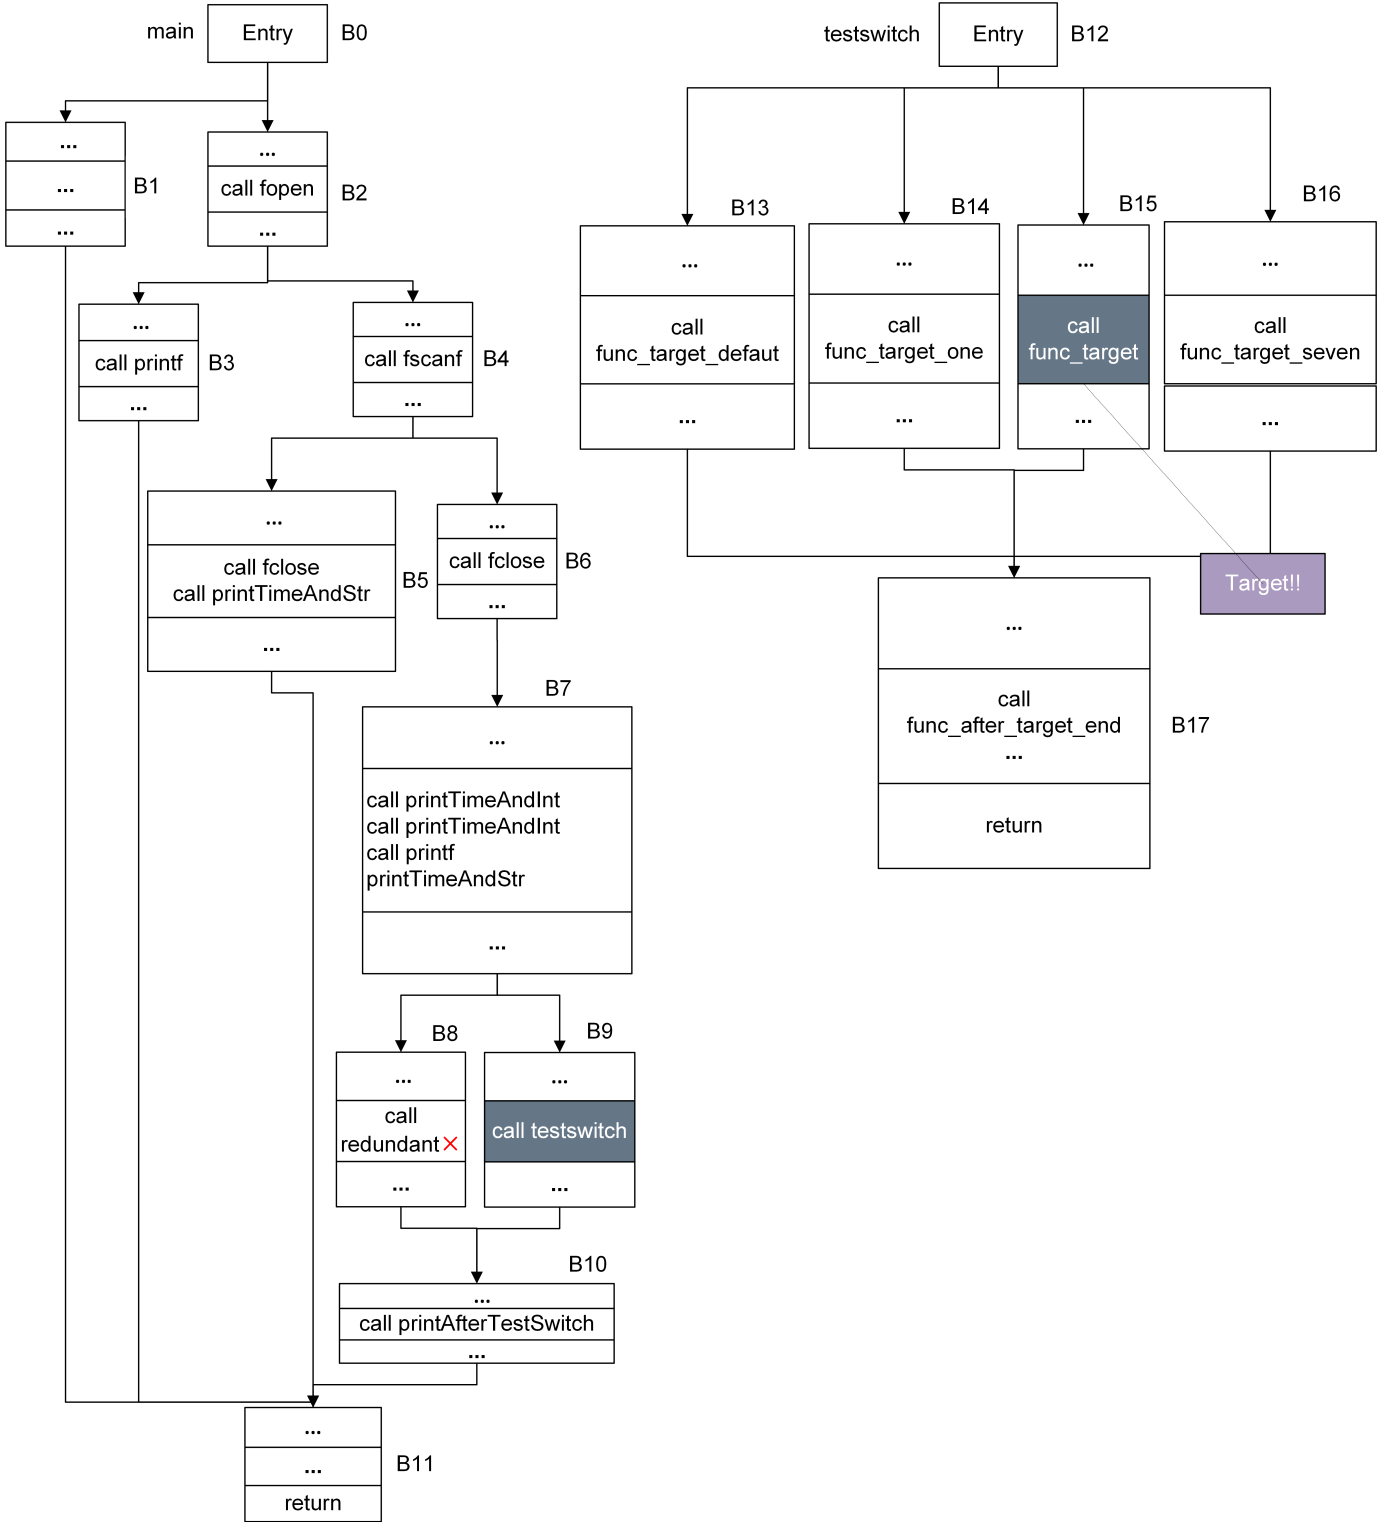 main
Entry
B0
...
...
...
B1
...
call fopen
...
B2
...
call printf
...
B3
...
call fscanf
...
B4
...
call fclose
call printTimeAndStr
...
B5
...
call fclose
...
B6
B7
...
call printTimeAndInt
call printTimeAndInt
call printf
printTimeAndStr
...
B8
...
call
redundant
...
B9
...
call testswitch
...
B10
...
call printAfterTestSwitch
...
...
...
return
B11
testswitch
Entry
B12
B13
...
call
func_target_defaut
...
B14
...
call
func_target_one
...
B15
...
call
func_target
...
B16
...
call
func_target_seven
...
Target!!
...
call
func_after_target_end
...
return
B17